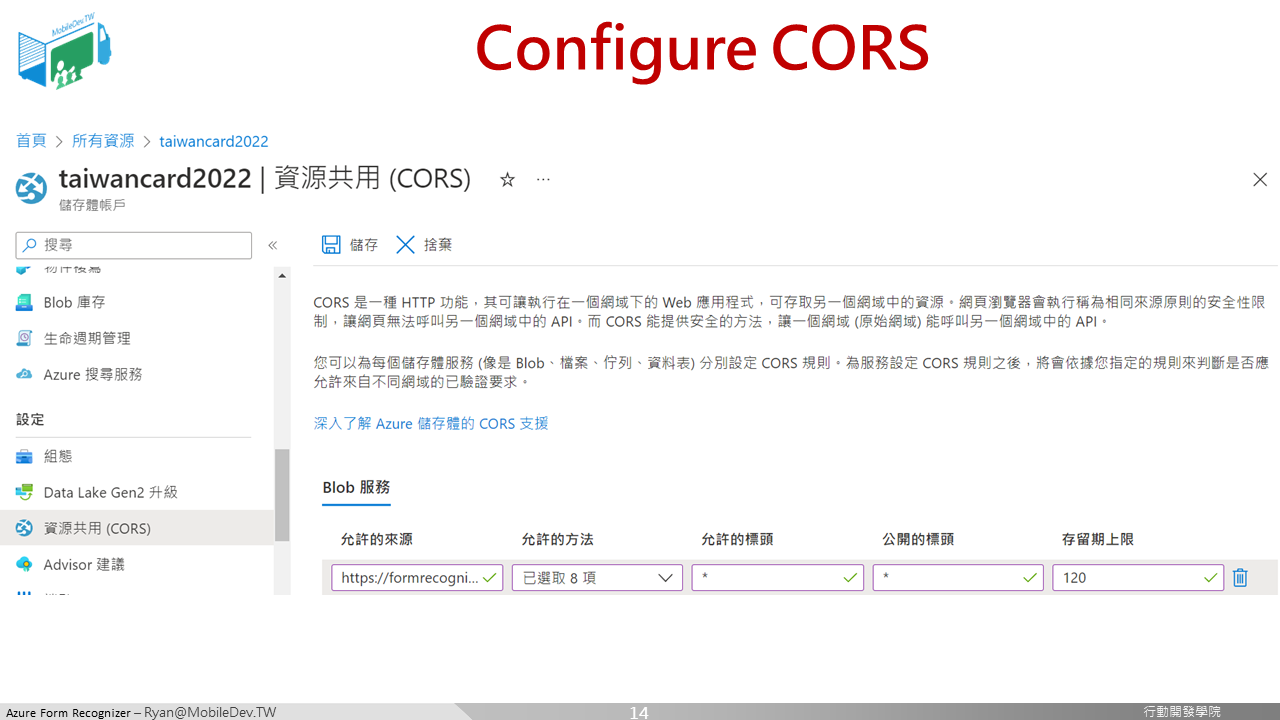 MobileDev.TW
Configure CORS
首頁 > 所有資源 > taiwancard2022
taiwancard2022 | 資源共用 (CORS)
儲存體帳戶
搜尋
儲存
捨棄
物件複寫
Blob 庫存
生命週期管理
Azure 搜尋服務
設定
組態
Data Lake Gen2 升級
資源共用 (CORS)
Advisor 建議
CORS 是一種 HTTP 功能，其可讓執行在一個網域下的 Web 應用程式，可存取另一個網域中的資源。網頁瀏覽器會執行稱為相同來源原則的安全性限
制，讓網頁無法呼叫另一個網域中的 API。而 CORS 能提供安全的方法，讓一個網域 (原始網域) 能呼叫另一個網域中的 API。
您可以為每個儲存體服務 (像是 Blob、檔案、佇列、資料表) 分別設定 CORS 規則。為服務設定 CORS 規則之後，將會依據您指定的規則來判斷是否應
允許來自不同網域的已驗證要求。
深入了解 Azure 儲存體的 CORS 支援
Blob 服務
允許的來源 允許的方法 允許的標頭 公開的標頭 存留期上限
https://formrecogni... 已選取 8 項 * * 120
Azure Form Recognizer – Ryan@MobileDev.TW
14
行動開發學院